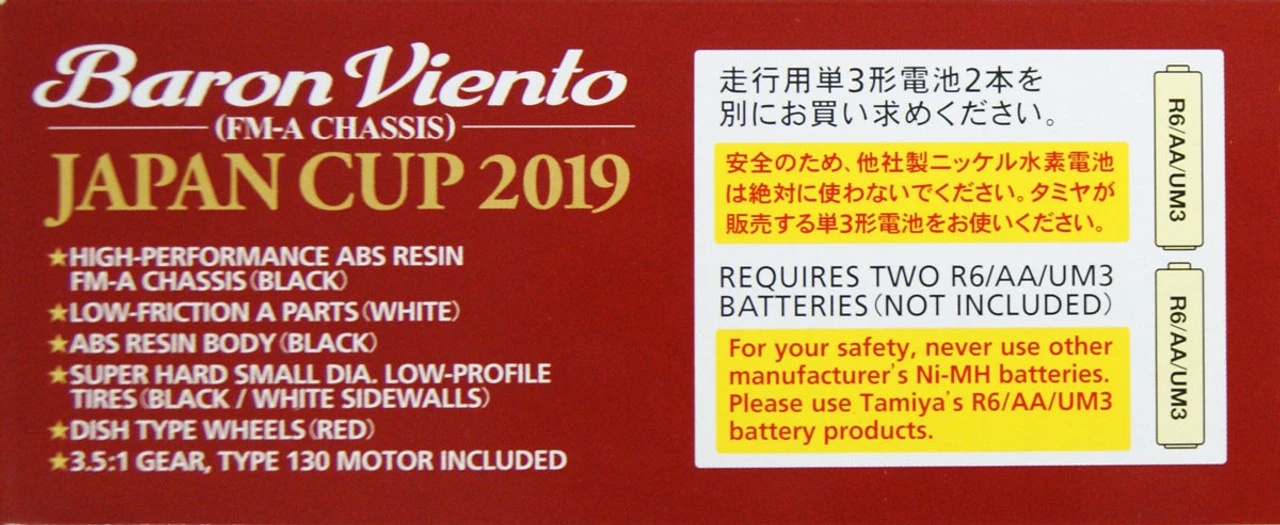 Baron Viento
(FM-A CHASSIS)
JAPAN CUP 2019
★HIGH-PERFORMANCE ABS RESIN
FM-A CHASSIS (BLACK)
★LOW-FRICTION A PARTS (WHITE)
★ABS RESIN BODY (BLACK)
★SUPER HARD SMALL DIA. LOW-PROFILE
TIRES (BLACK / WHITE SIDEWALLS)
★DISH TYPE WHEELS (RED)
★3.5:1 GEAR, TYPE 130 MOTOR INCLUDED
走行用単3形電池2本を
別にお買い求めください。
安全のため、他社製ニッケル水素電池
は絶対に使わないでください。タミヤが
販売する単3形電池をお使いください。
REQUIRES TWO R6/AA/UM3
BATTERIES (NOT INCLUDED)
For your safety, never use other
manufacturer's Ni-MH batteries.
Please use Tamiya's R6/AA/UM3
battery products.
R6/AA/UM3
R6/AA/UM3